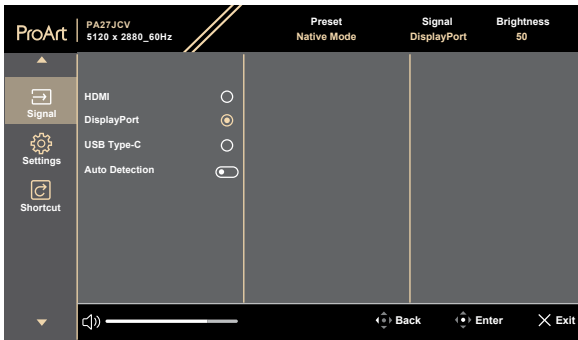 ProArt
PA27JCV
5120 x 2880_60Hz
Preset
Native Mode
Signal
DisplayPort
Brightness
50
Signal
Settings
Shortcut
HDMI
DisplayPort
USB Type-C
Auto Detection
Back
Enter
Exit